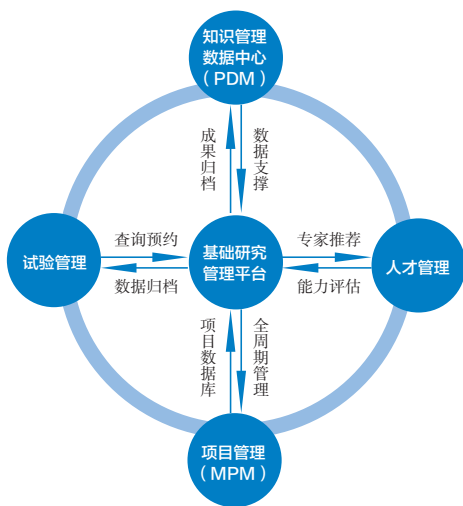 知识管理
数据中心
（PDM）
成果归档
数据支撑
试验管理
查询预约
数据归档
基础研究
管理平台
专家推荐
能力评估
人才管理
项目数据库
全周期管理
项目管理
（MPM）